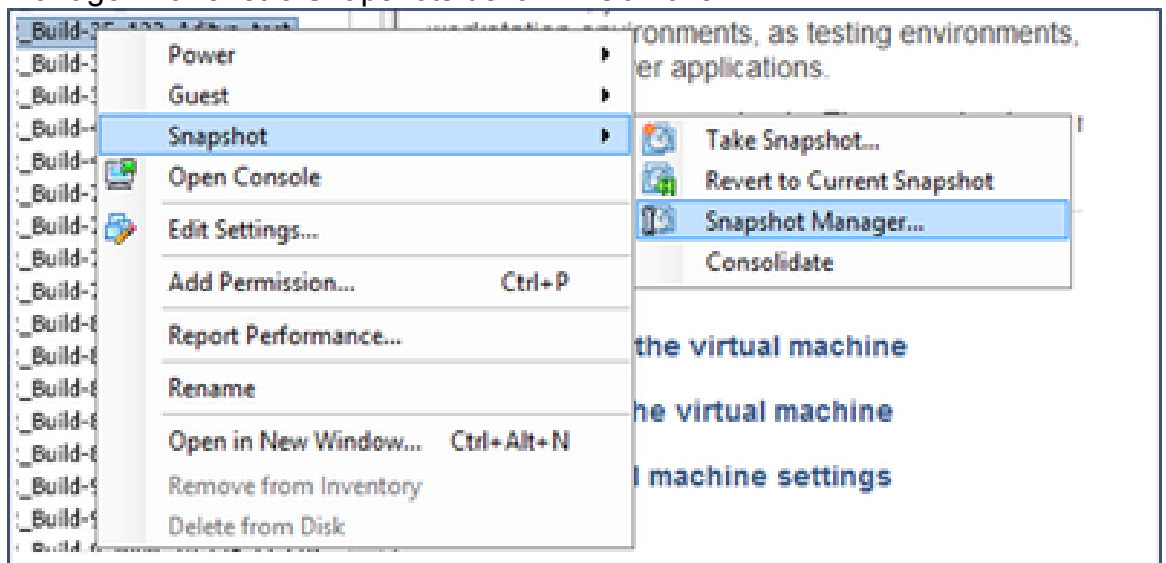 _Build-
workstation environments, as testing environments,
_Build-
er applications.
_Build-
_Build-
_Build-
_Build-
_Build-
_Build-
_Build-
_Build-
_Build-
_Build-
_Build-
_Build-
_Build-
_Build-
Power
Guest
Snapshot
Open Console
Edit Settings...
Add Permission... Ctrl+P
Report Performance...
Rename
Open in New Window... Ctrl+Alt+N
Remove from Inventory
Delete from Disk
Take Snapshot...
Revert to Current Snapshot
Snapshot Manager...
Consolidate
the virtual machine
he virtual machine
l machine settings